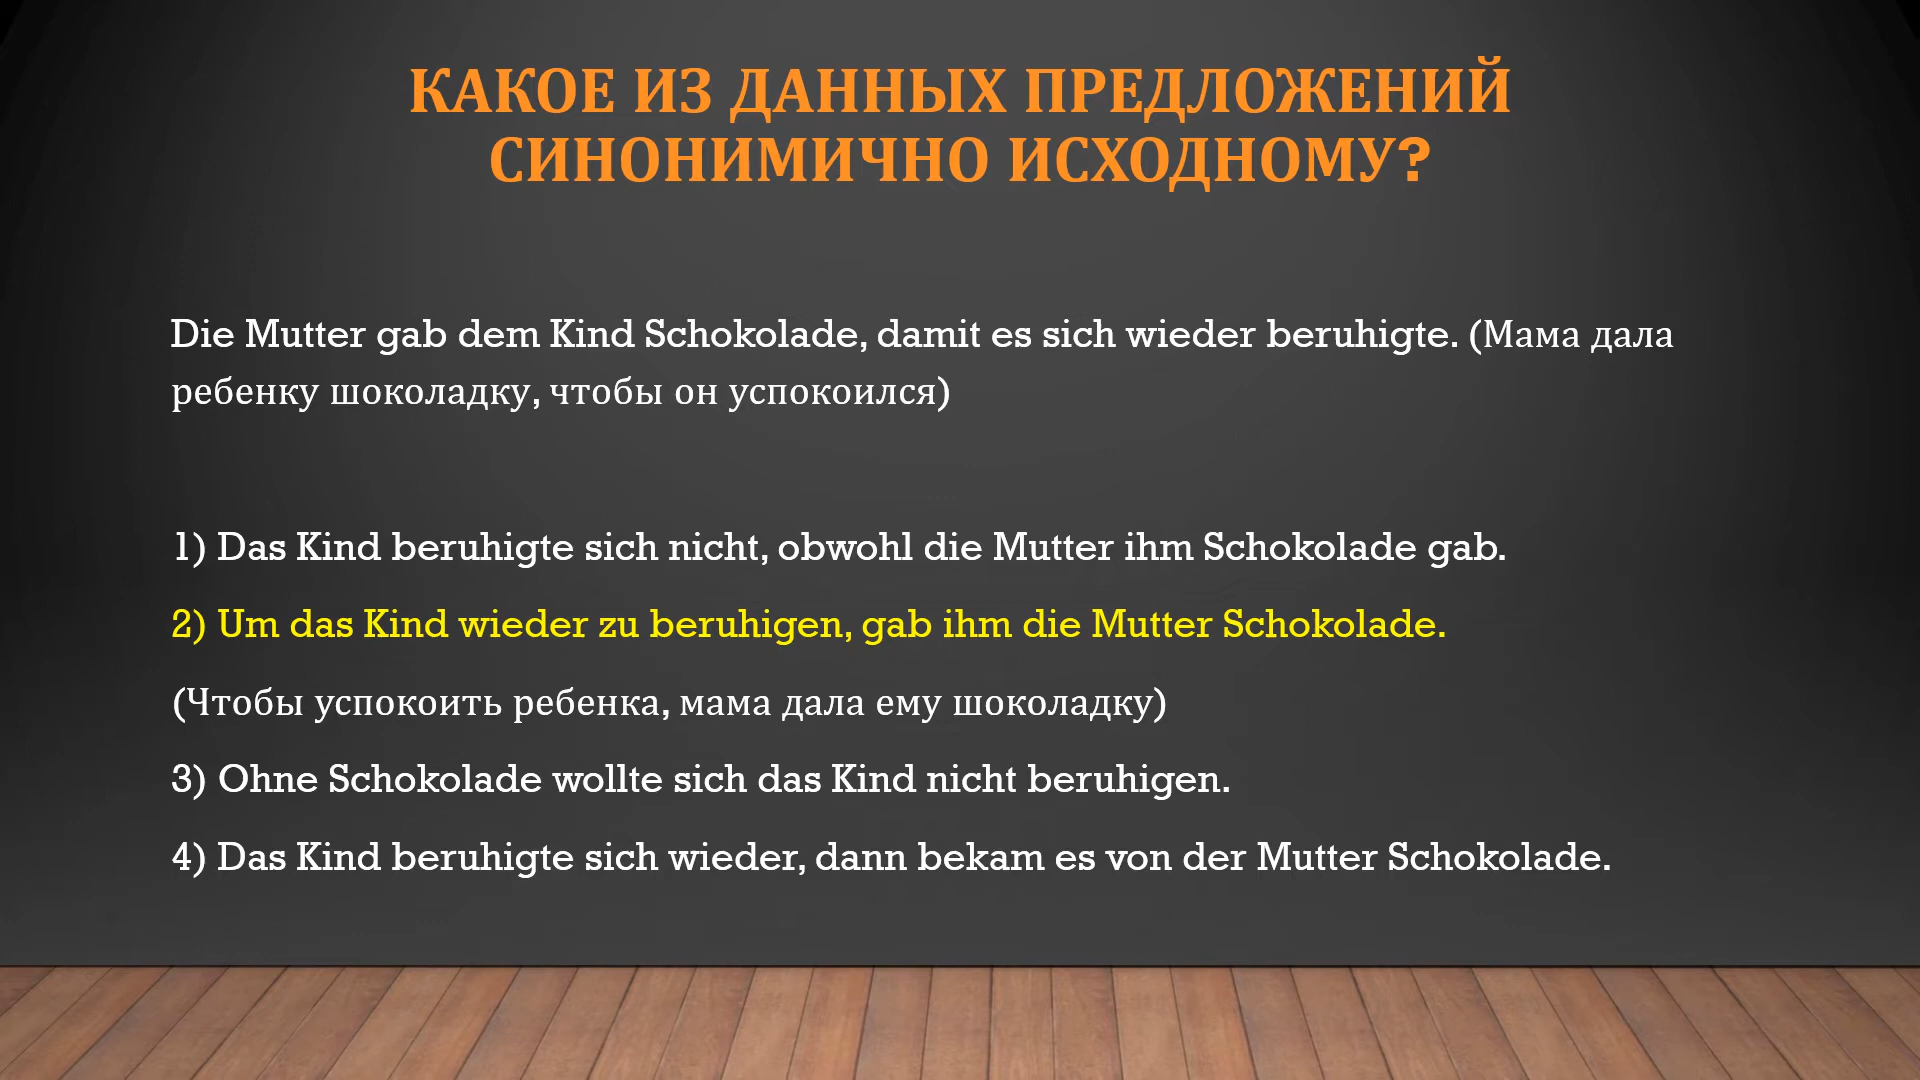 КАКОЕ ИЗ ДАННЫХ ПРЕДЛОЖЕНИЙ
СИНОНИМИЧНО ИСХОДНОМУ?
Die Mutter gab dem Kind Schokolade, damit es sich wieder beruhigte. (Мама дала
ребенку шоколадку, чтобы он успокоился)
1) Das Kind beruhigte sich nicht, obwohl die Mutter ihm Schokolade gab.
2) Um das Kind wieder zu beruhigen, gab ihm die Mutter Schokolade.
(Чтобы успокоить ребенка, мама дала ему шоколадку)
3) Ohne Schokolade wollte sich das Kind nicht beruhigen.
4) Das Kind beruhigte sich wieder, dann bekam es von der Mutter Schokolade.